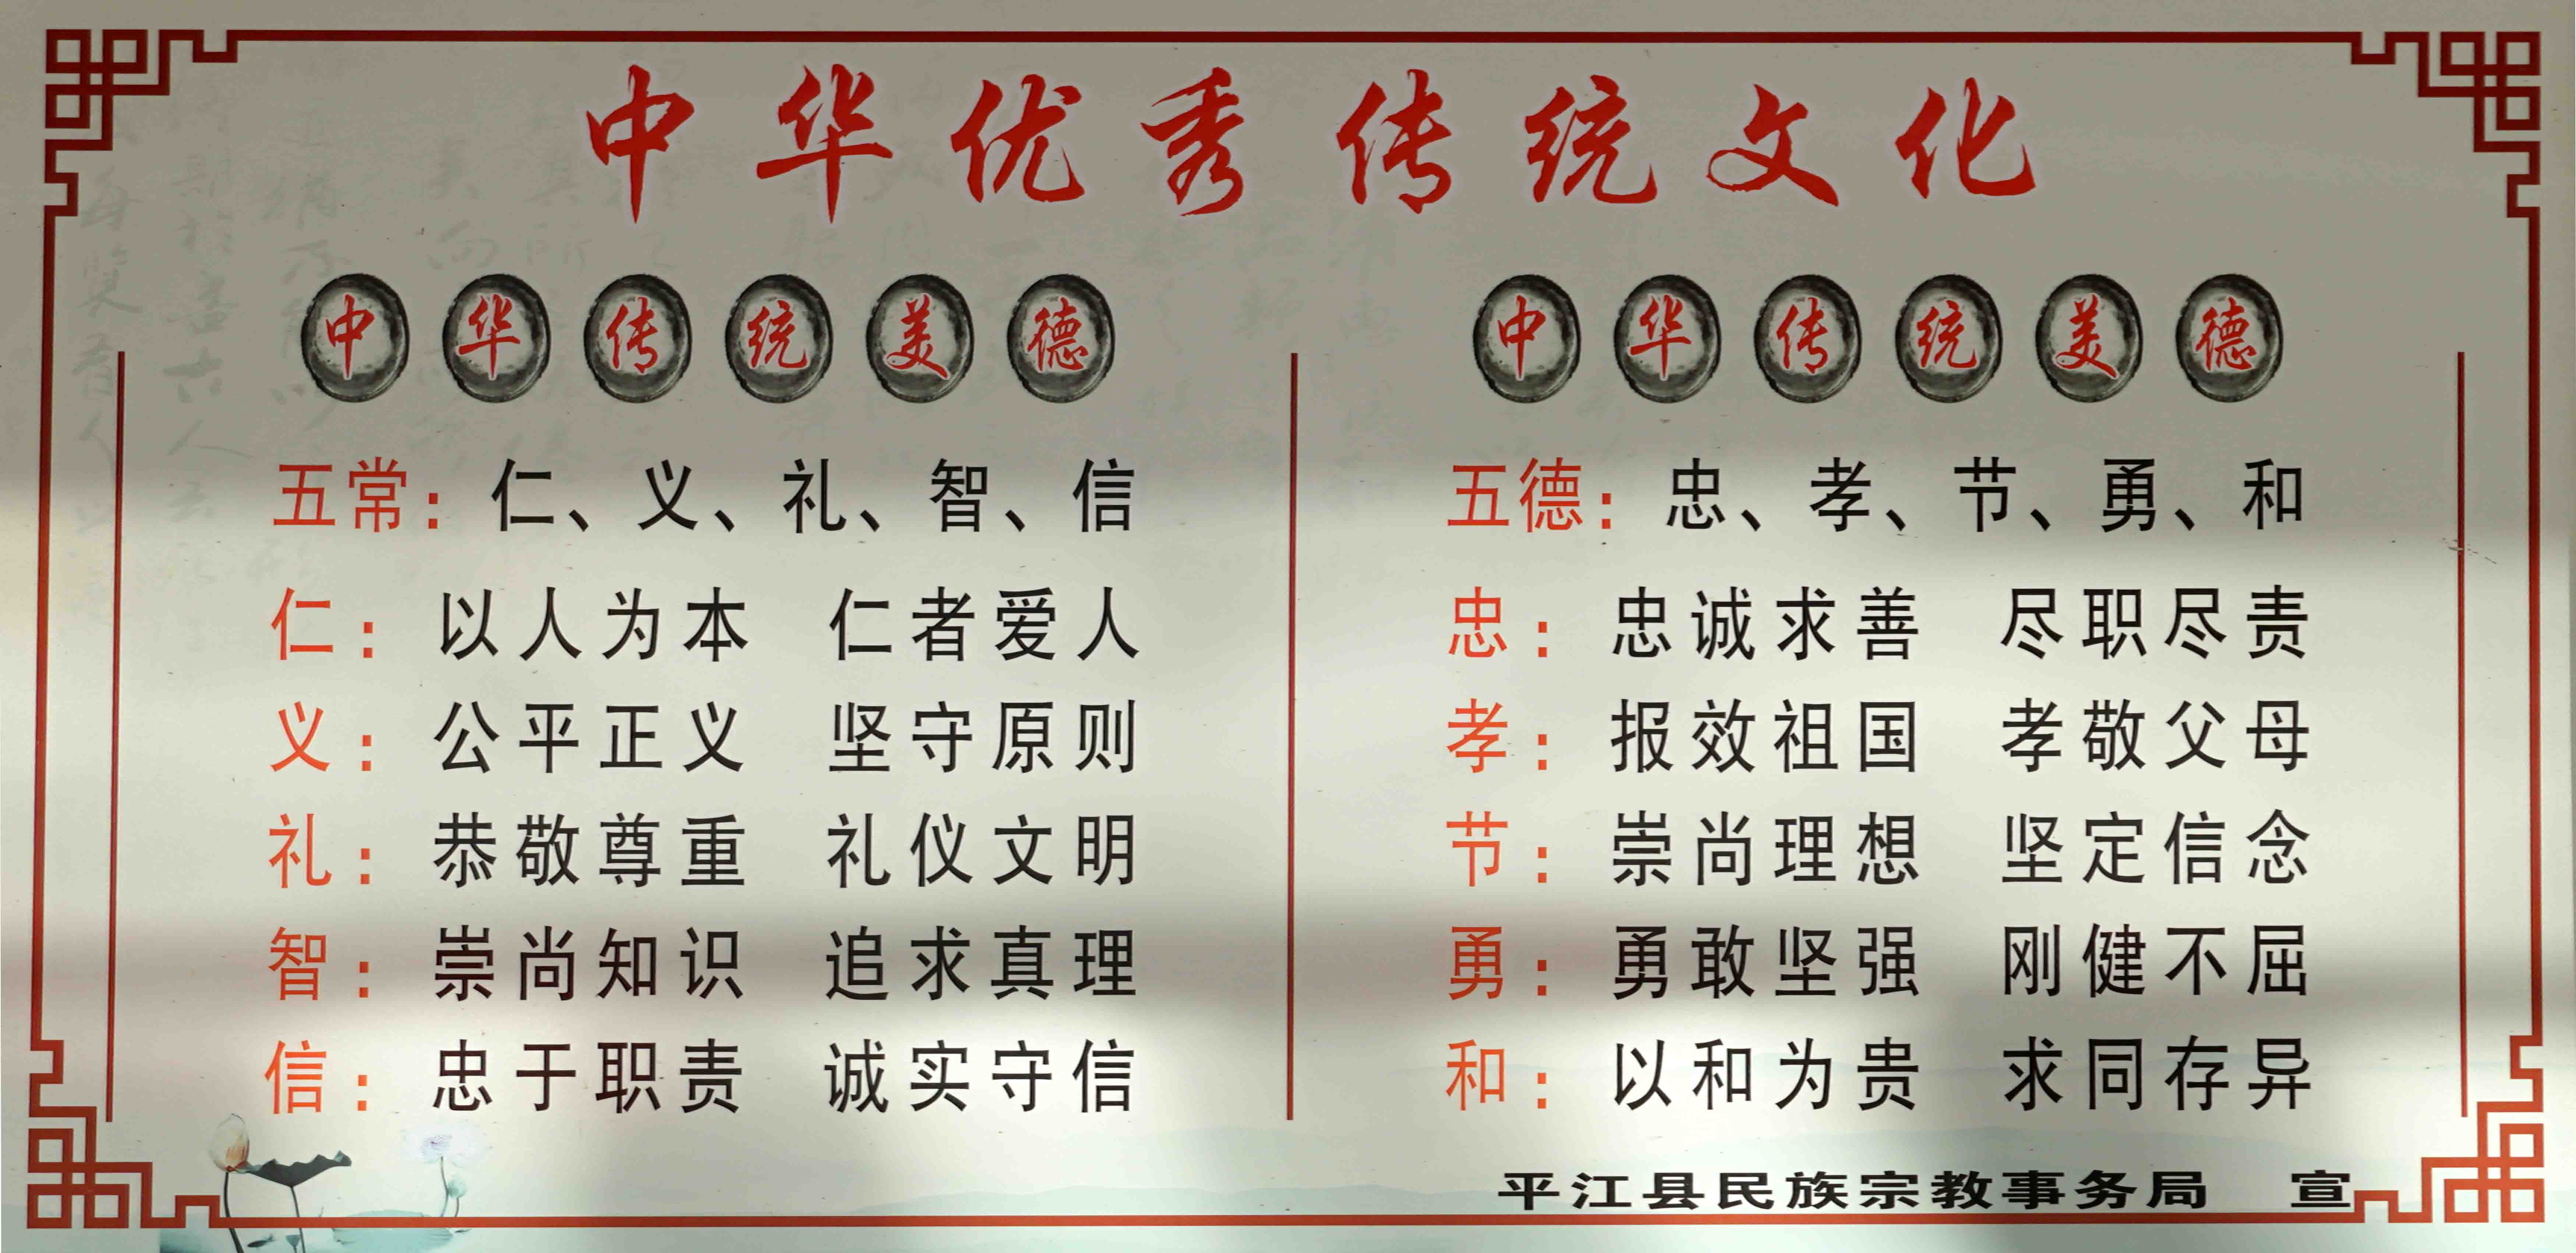 中华优秀传统文化
中华传统美德
五常：仁、义、礼、智、信
仁：以人为本 仁者爱人
义：公平正义 坚守原则
礼：恭敬尊重 礼仪文明
智：崇尚知识 追求真理
信：忠于职责 诚实守信
中华传统美德
五德：忠、孝、节、勇、和
忠：忠诚求善 尽职尽责
孝：报效祖国 孝敬父母
节：崇尚理想 坚定信念
勇：勇敢坚强 刚健不屈
和：以和为贵 求同存异
平江县民族宗教事务局 宣